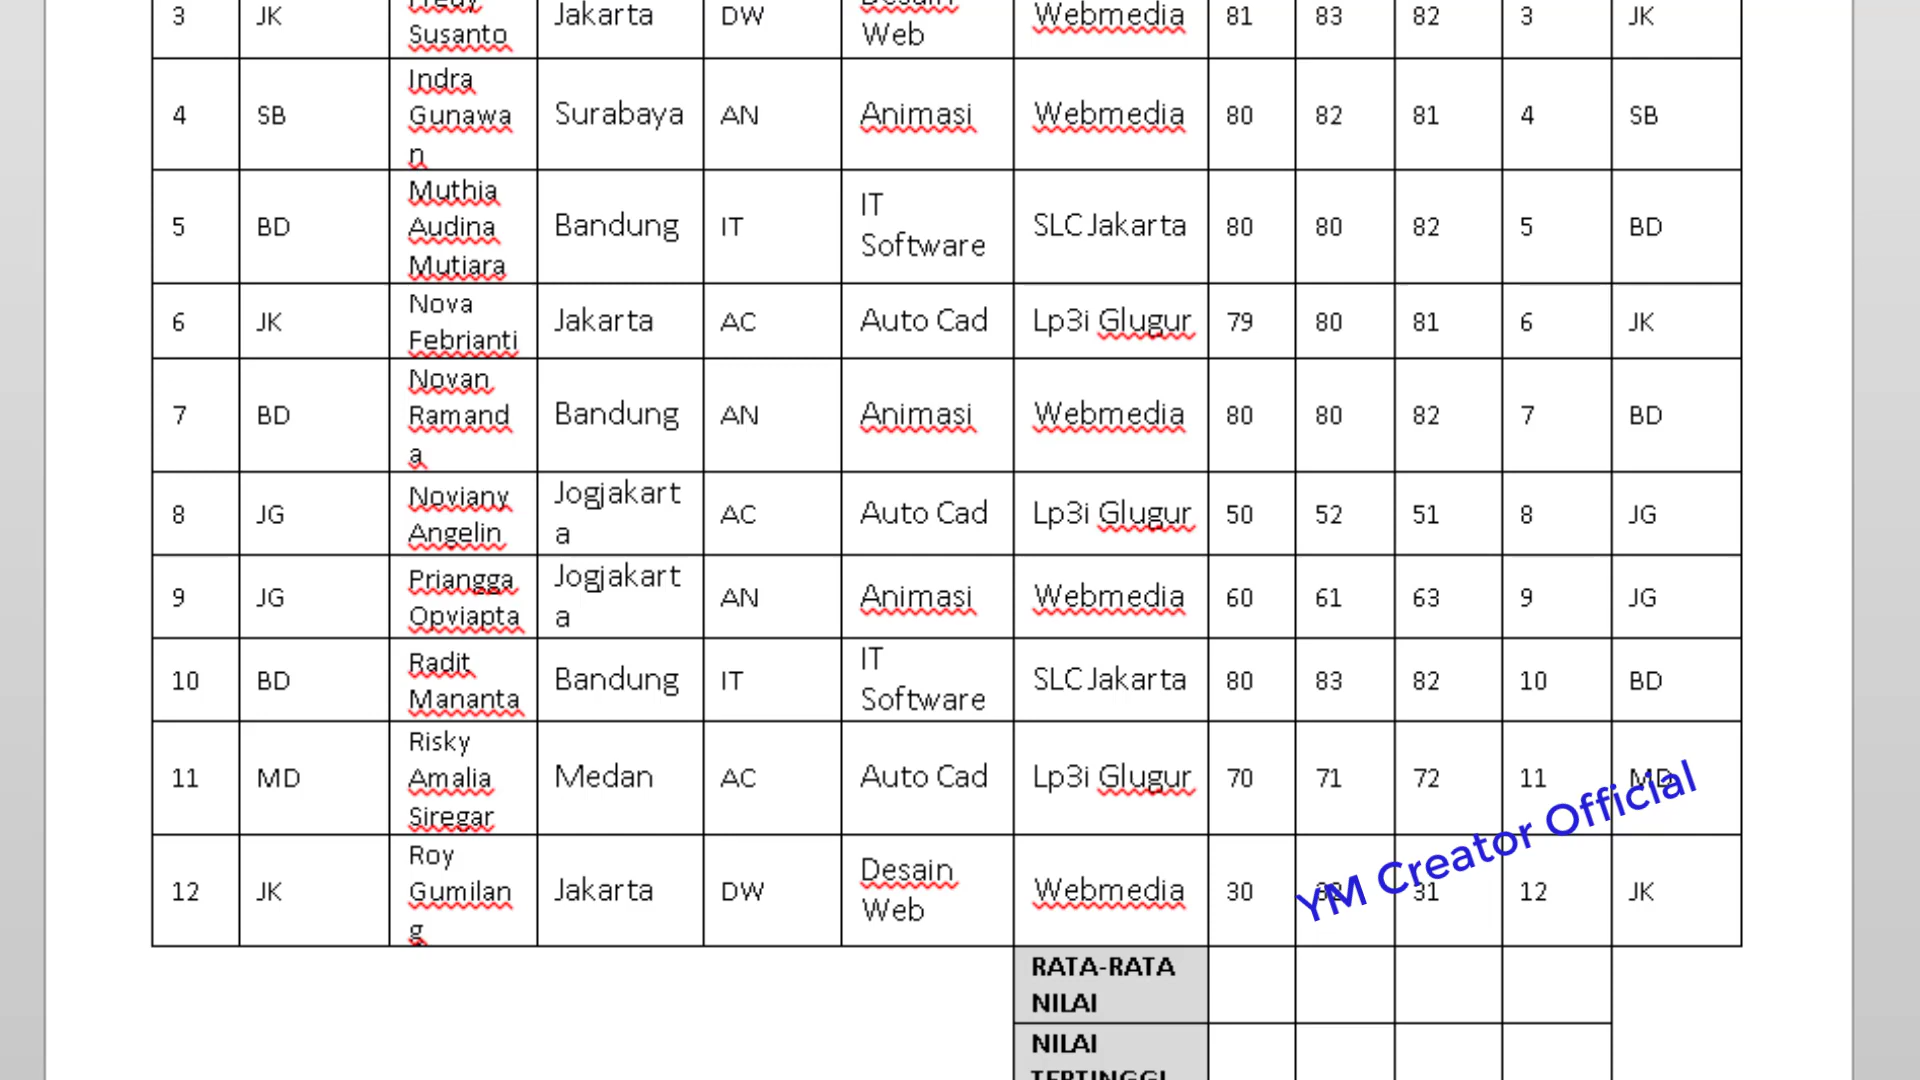 3 JK Fredy Susanto Jakarta DW Desain Web Webmedia 81 83 82 3 JK
4 SB Indra Gunawa n Surabaya AN Animasi Webmedia 80 82 81 4 SB
5 BD Muthia Audina Mutiara Bandung IT IT Software SLC Jakarta 80 80 82 5 BD
6 JK Nova Febrianti Jakarta AC Auto Cad Lp3i Glugur 79 80 81 6 JK
7 BD Novan Ramand a Bandung AN Animasi Webmedia 80 80 82 7 BD
8 JG Noviany Angelin Jogjakart a AC Auto Cad Lp3i Glugur 50 52 51 8 JG
9 JG Priangga Opviapta Jogjakart a AN Animasi Webmedia 60 61 63 9 JG
10 BD Radit Mananta Bandung IT IT Software SLC Jakarta 80 83 82 10 BD
11 MD Risky Amalia Siregar Medan AC Auto Cad Lp3i Glugur 70 71 72 11 MD
12 JK Roy Gumilan g Jakarta DW Desain Web Webmedia 30 32 31 12 JK
YM Creator Official
RATA-RATA
NILAI
NILAI
TERTINGGI